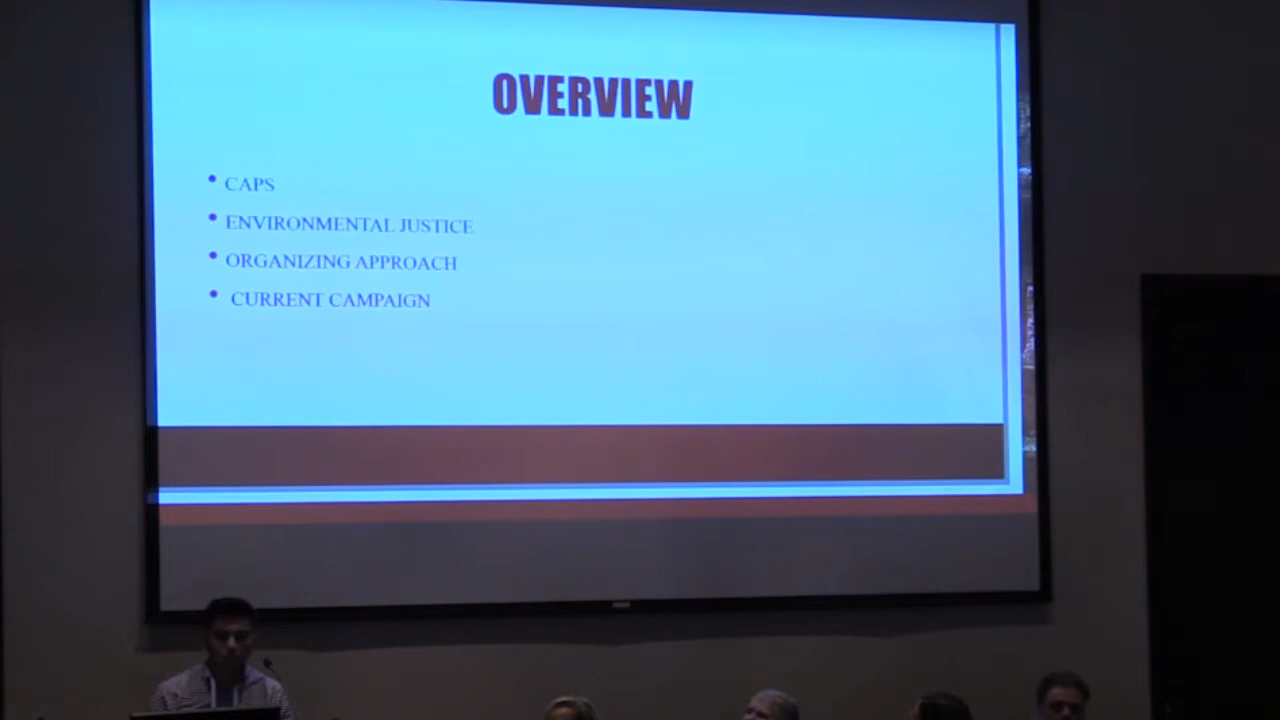 OVERVIEW
• CAPS
• ENVIRONMENTAL JUSTICE
• ORGANIZING APPROACH
• CURRENT CAMPAIGN